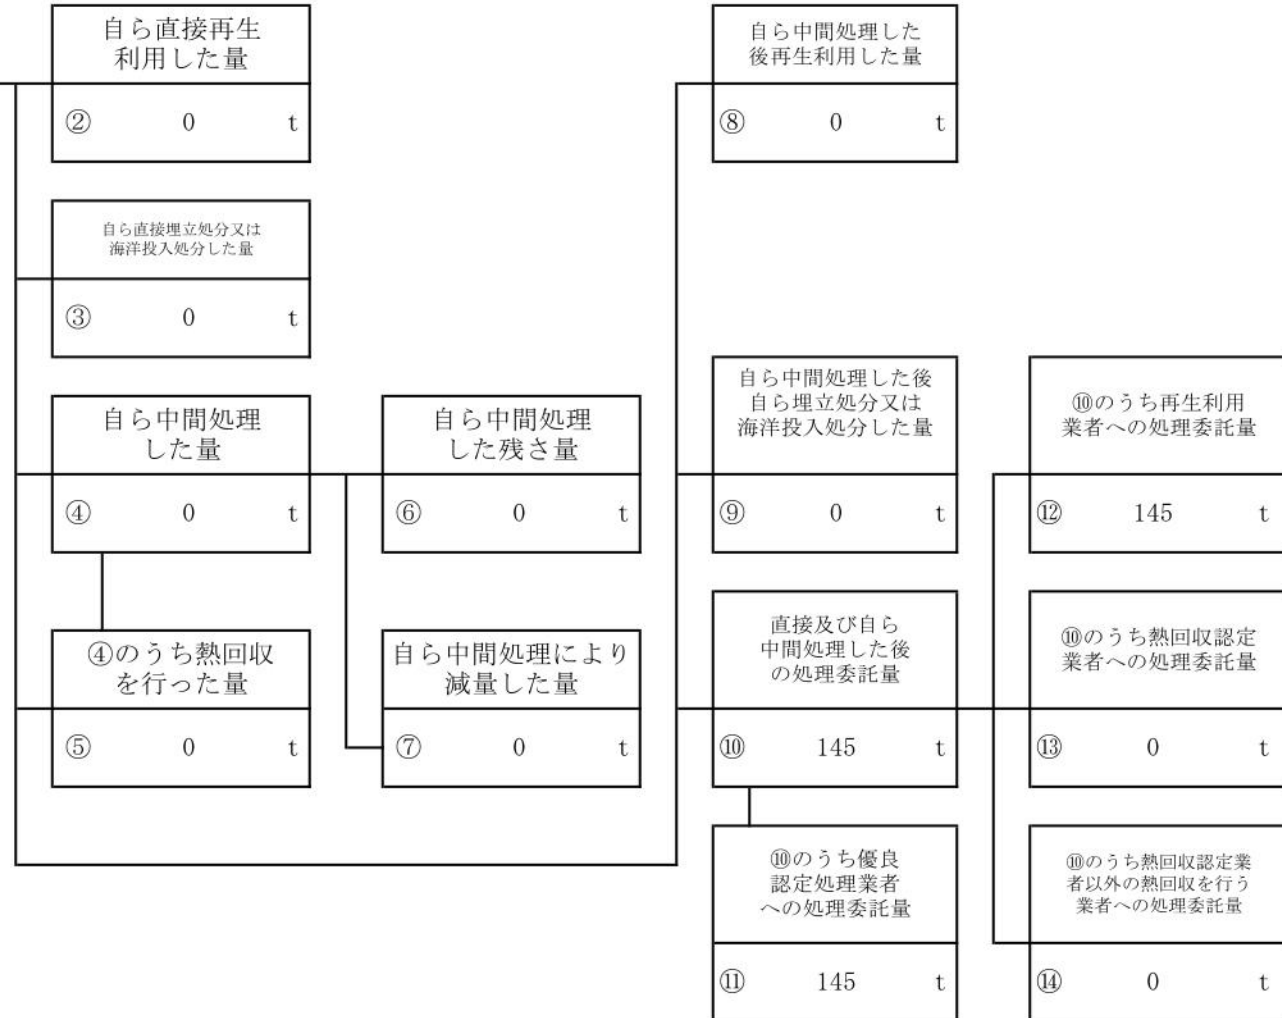 自ら直接再生
利用した量
② 0 t
自ら直接埋立処分又は
海洋投入処分した量
③ 0 t
自ら中間処理
した量
④ 0 t
④のうち熱回収
を行った量
⑤ 0 t
自ら中間処理
した残さ量
⑥ 0 t
自ら中間処理により
減量した量
⑦ 0 t
自ら中間処理した
後再生利用した量
⑧ 0 t
自ら中間処理した後
自ら埋立処分又は
海洋投入処分した量
⑨ 0 t
直接及び自ら
中間処理した後
の処理委託量
⑩ 145 t
⑩のうち優良
認定処理業者
への処理委託量
⑪ 145 t
⑩のうち再生利用
業者への処理委託量
⑫ 145 t
⑩のうち熱回収認定
業者への処理委託量
⑬ 0 t
⑩のうち熱回収認定業
者以外の熱回収を行う
業者への処理委託量
⑭ 0 t